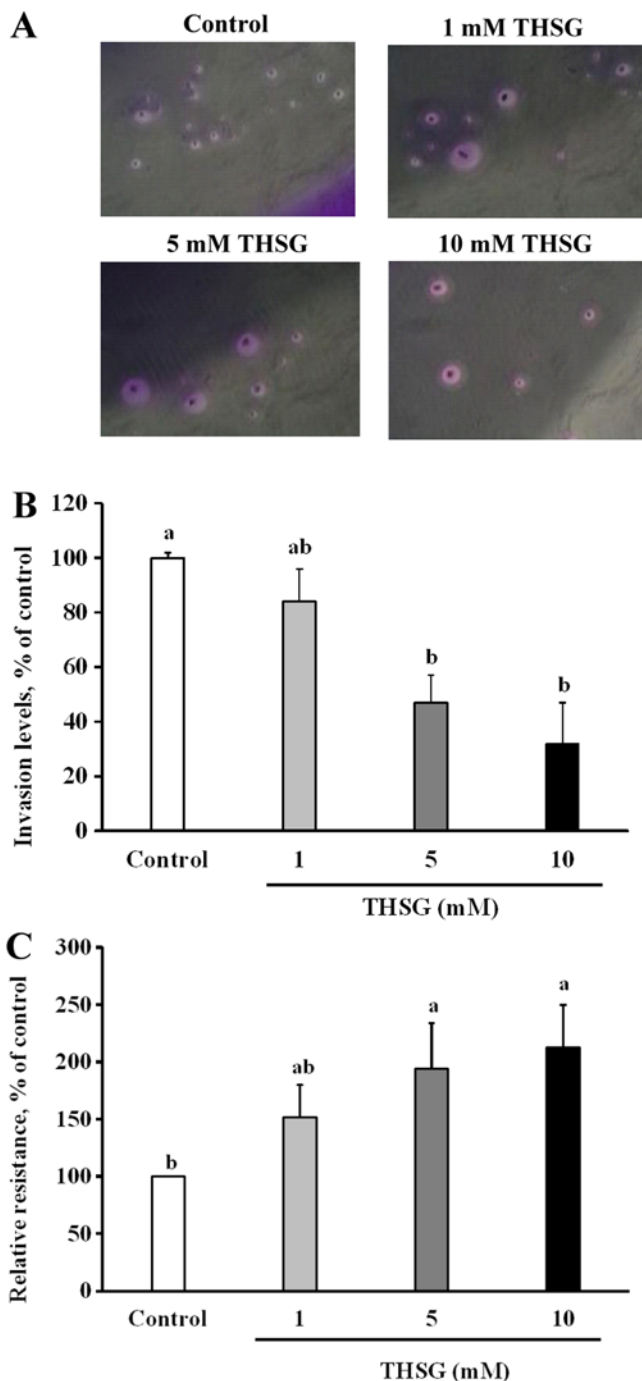 A
Control
1 mM THSG
5 mM THSG
10 mM THSG
B
Invasion levels, % of control
120
100
80
60
40
20
0
a
ab
b
b
Control
1
5
10
THSG (mM)
C
Relative resistance, % of control
300
250
200
150
100
50
0
b
ab
a
a
Control
1
5
10
THSG (mM)